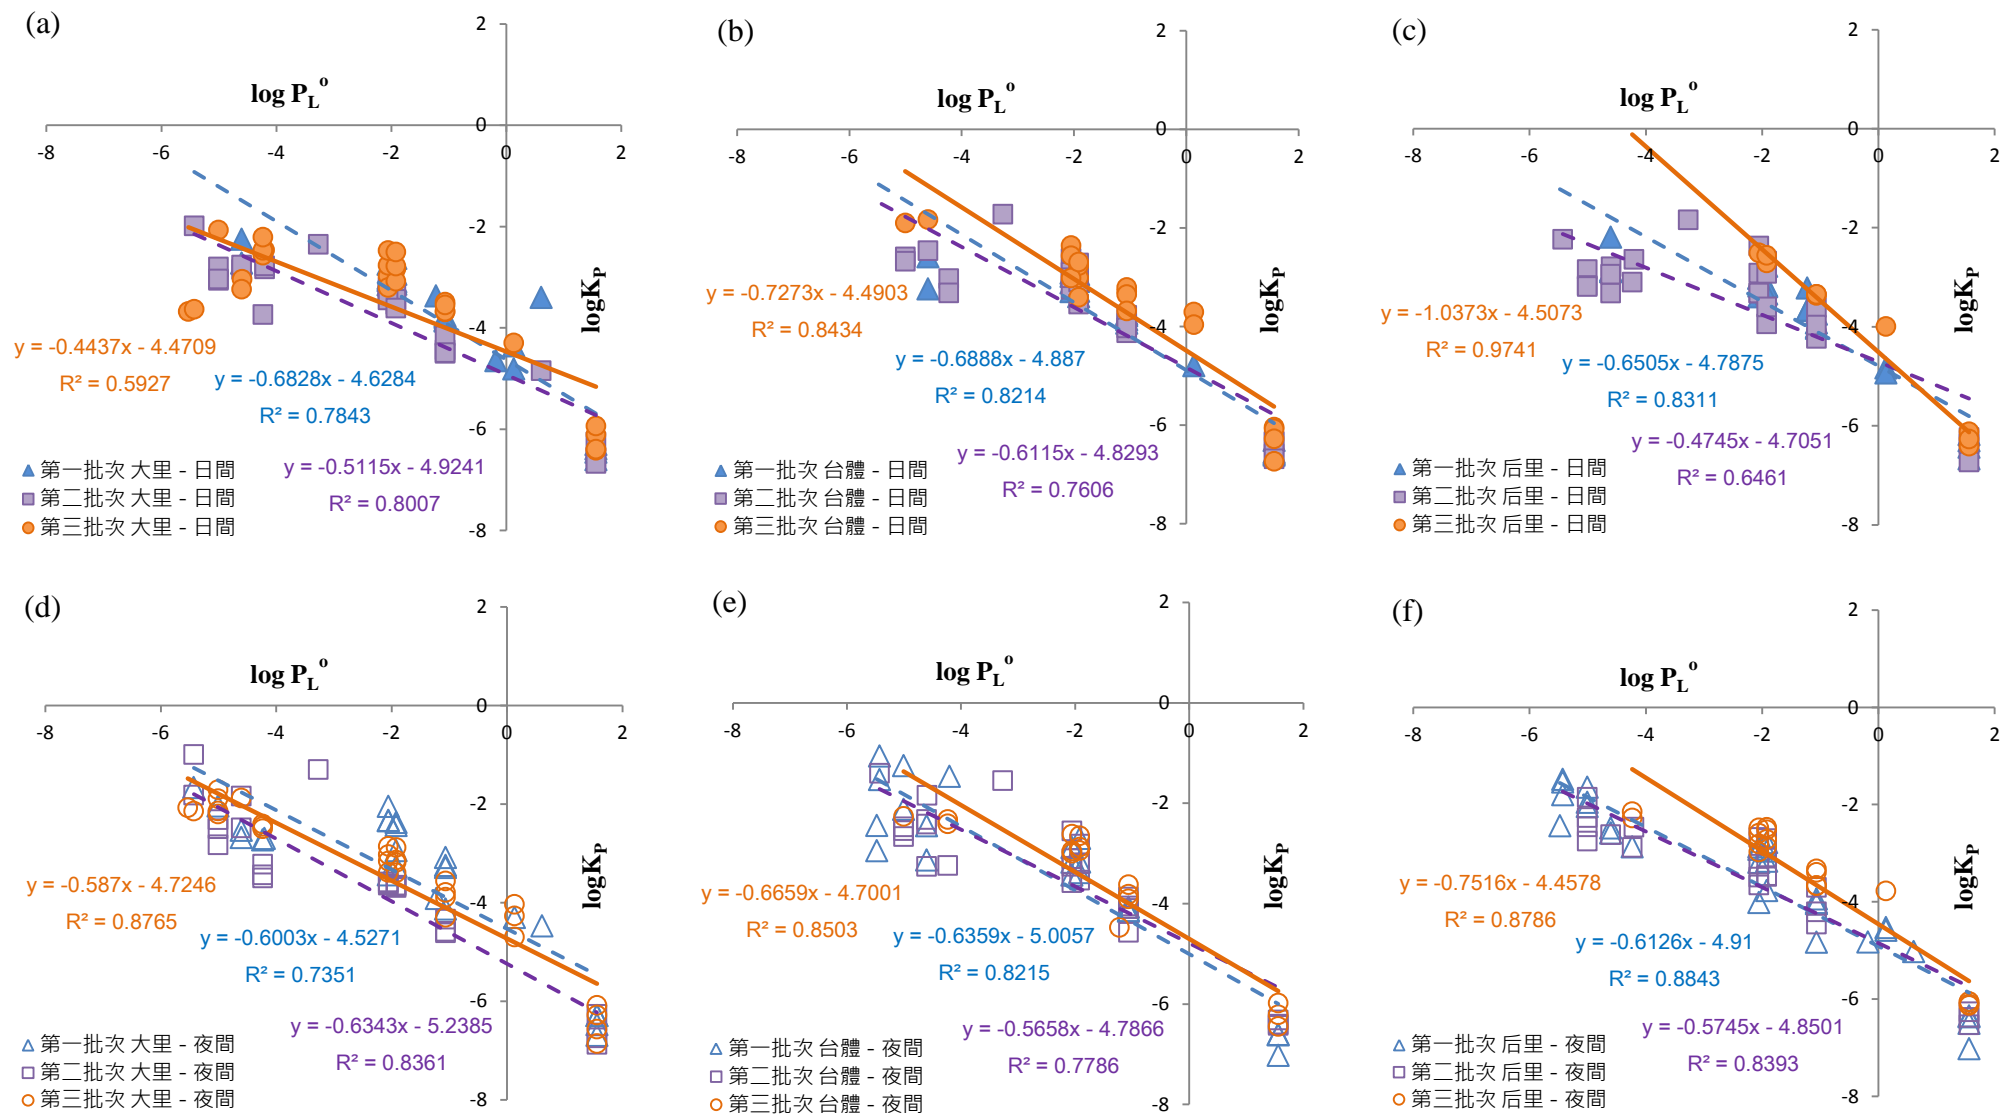 (a)
2
log P_L^o
0
-8
-6
-4
-2
0
2
-2
logK_P
-4
y = -0.4437x - 4.4709
R² = 0.5927
y = -0.6828x - 4.6284
R² = 0.7843
-6
y = -0.5115x - 4.9241
R² = 0.8007
第一批次 大里 - 日間
第二批次 大里 - 日間
第三批次 大里 - 日間
-8
(b)
2
log P_L^o
0
-8
-6
-4
-2
0
2
-2
logK_P
y = -0.7273x - 4.4903
R² = 0.8434
-4
y = -0.6888x - 4.887
R² = 0.8214
-6
y = -0.6115x - 4.8293
R² = 0.7606
第一批次 台體 - 日間
第二批次 台體 - 日間
第三批次 台體 - 日間
-8
(c)
2
log P_L^o
0
-8
-6
-4
-2
0
2
-2
logK_P
y = -1.0373x - 4.5073
R² = 0.9741
-4
y = -0.6505x - 4.7875
R² = 0.8311
-6
y = -0.4745x - 4.7051
R² = 0.6461
第一批次 后里 - 日間
第二批次 后里 - 日間
第三批次 后里 - 日間
-8
(d)
2
log P_L^o
0
-8
-6
-4
-2
0
2
-2
logK_P
y = -0.587x - 4.7246
R² = 0.8765
-4
y = -0.6003x - 4.5271
R² = 0.7351
-6
y = -0.6343x - 5.2385
R² = 0.8361
第一批次 大里 - 夜間
第二批次 大里 - 夜間
第三批次 大里 - 夜間
-8
(e)
2
log P_L^o
0
-8
-6
-4
-2
0
2
-2
logK_P
y = -0.6659x - 4.7001
R² = 0.8503
-4
y = -0.6359x - 5.0057
R² = 0.8215
-6
y = -0.5658x - 4.7866
R² = 0.7786
第一批次 台體 - 夜間
第二批次 台體 - 夜間
第三批次 台體 - 夜間
-8
(f)
2
log P_L^o
0
-8
-6
-4
-2
0
2
-2
logK_P
y = -0.7516x - 4.4578
R² = 0.8786
-4
y = -0.6126x - 4.91
R² = 0.8843
-6
y = -0.5745x - 4.8501
R² = 0.8393
第一批次 后里 - 夜間
第二批次 后里 - 夜間
第三批次 后里 - 夜間
-8